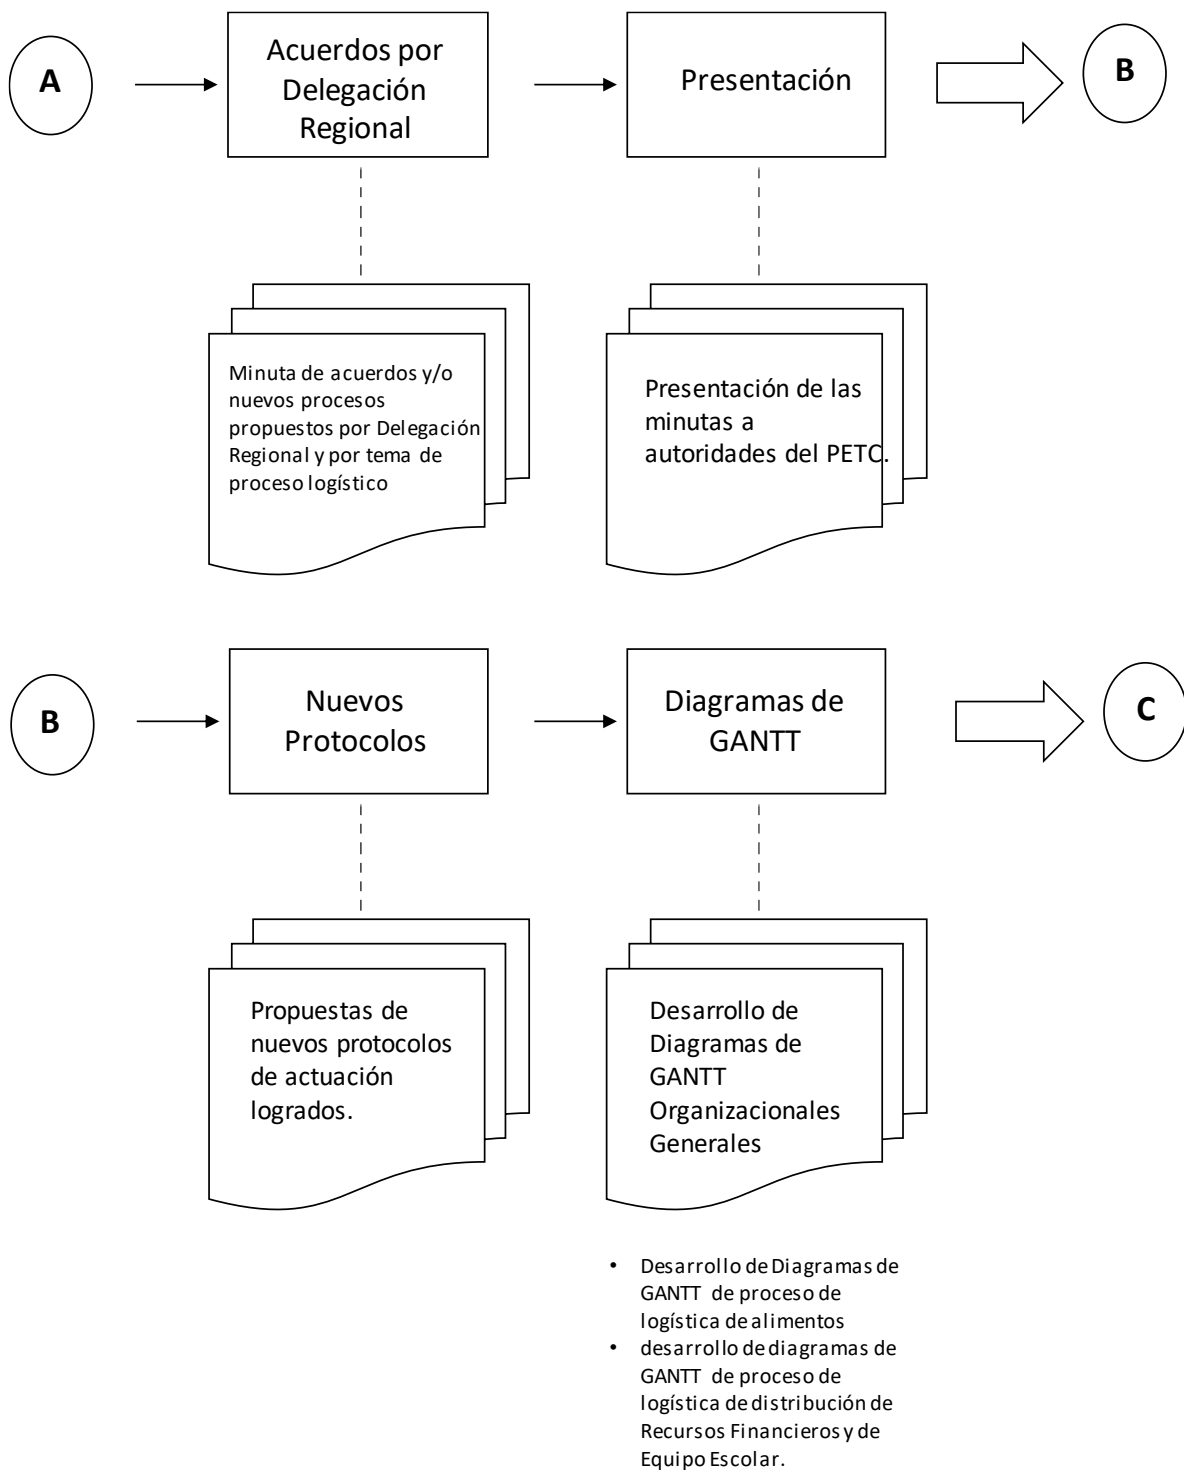 A
Acuerdos por
Delegación
Regional
Presentación
B
Minuta de acuerdos y/o
nuevos procesos
propuestos por Delegación
Regional y por tema de
proceso logístico
Presentación de las
minutas a
autoridades del PETC.
B
Nuevos
Protocolos
Diagramas de
GANTT
C
Propuestas de
nuevos protocolos
de actuación
logrados.
Desarrollo de
Diagramas de
GANTT
Organizacionales
Generales
• Desarrollo de Diagramas de
GANTT de proceso de
logística de alimentos
• desarrollo de diagramas de
GANTT de proceso de
logística de distribución de
Recursos Financieros y de
Equipo Escolar.